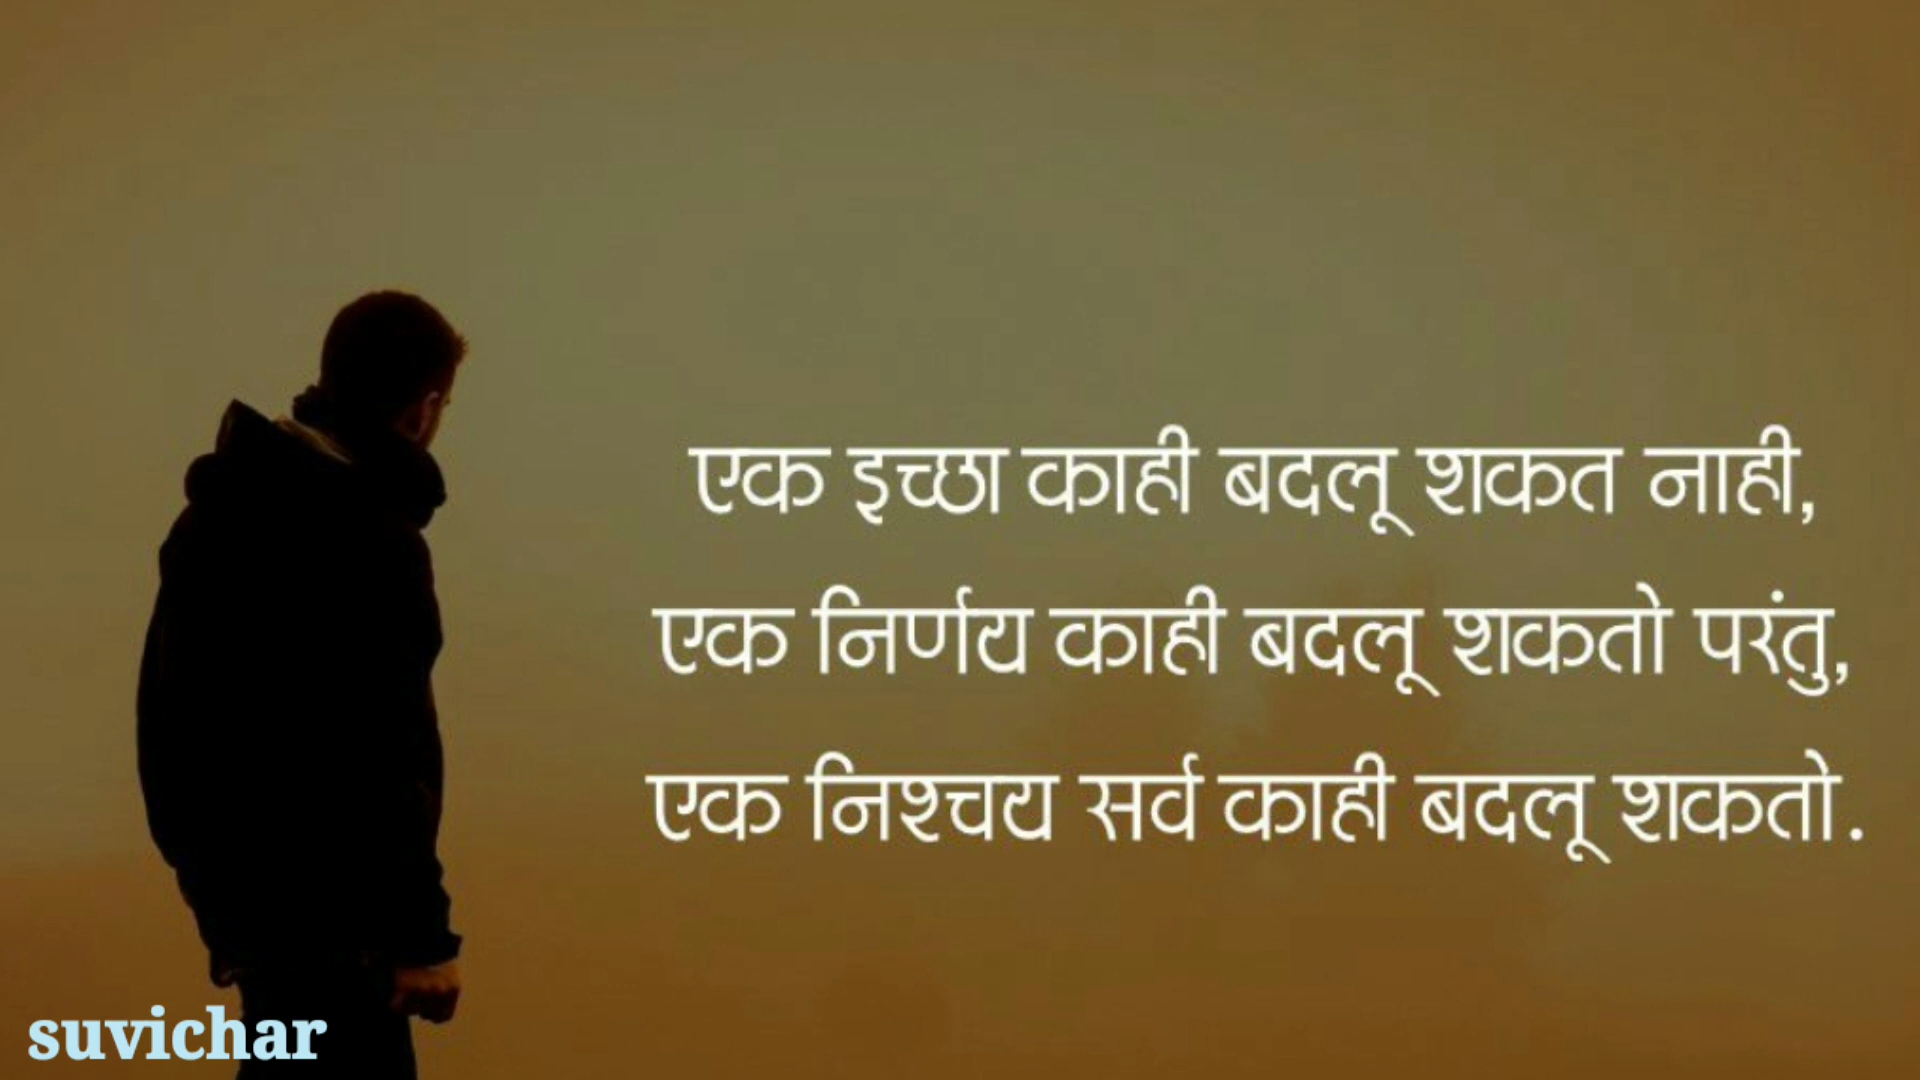 एक इच्छा काही बदलू शकत नाही,
एक निर्णय काही बदलू शकतो परंतु,
एक निश्चय सर्व काही बदलू शकतो.
suvichar